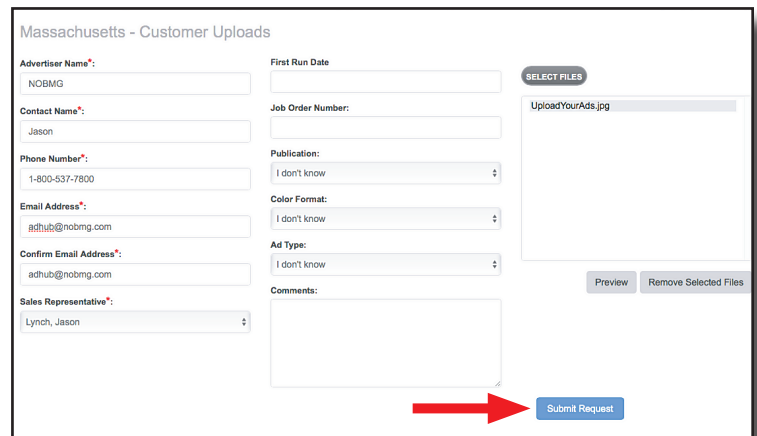 Massachusetts - Customer Uploads
Advertiser Name*:
NOBMG
Contact Name*:
Jason
Phone Number*:
1-800-537-7800
Email Address*:
adhub@nobmg.com
Confirm Email Address*:
adhub@nobmg.com
Sales Representative*:
Lynch, Jason
First Run Date
Job Order Number:
Publication:
I don't know
Color Format:
I don't know
Ad Type:
I don't know
Comments:
SELECT FILES
UploadYourAds.jpg
Preview
Remove Selected Files
Submit Request